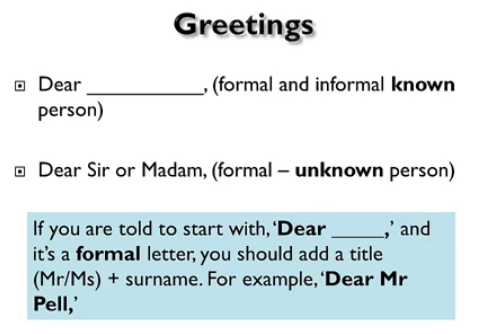 Greetings
Dear ____________, (formal and informal known
person)
Dear Sir or Madam, (formal – unknown person)
If you are told to start with, ‘Dear _____,’ and
it’s a formal letter, you should add a title
(Mr/Ms) + surname. For example, ‘Dear Mr
Pell,’